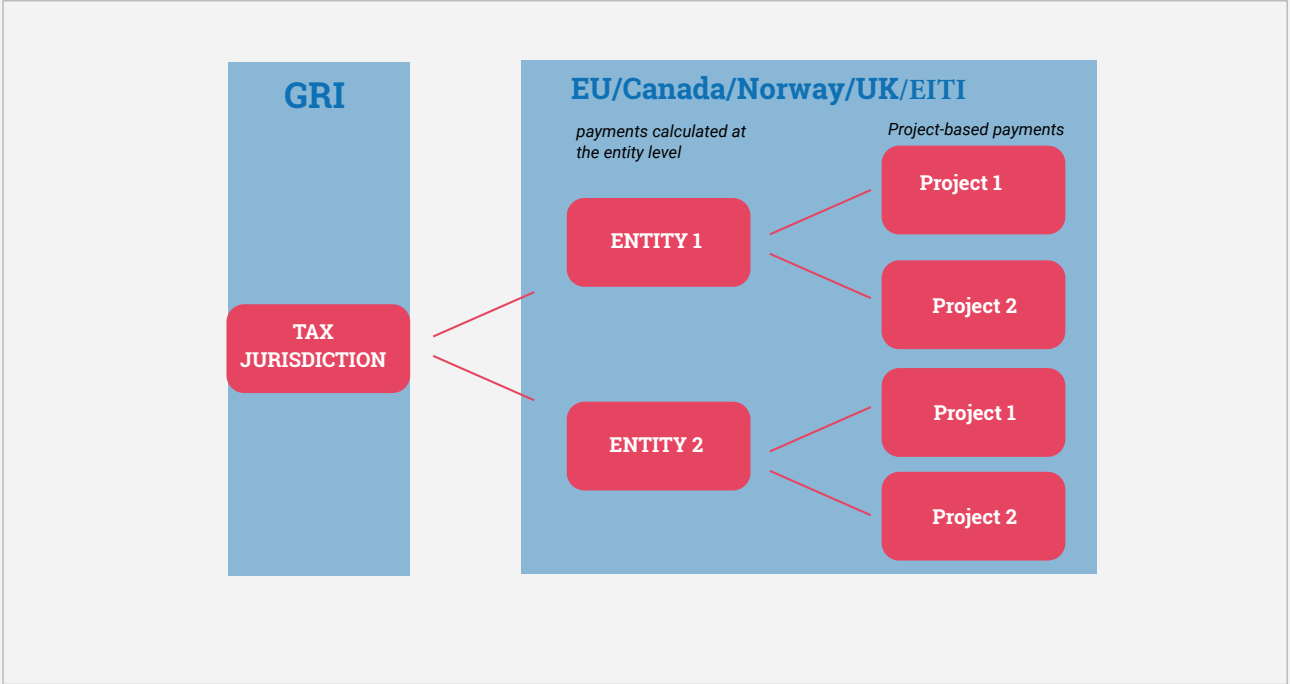 GRI
TAX
JURISDICTION
EU/Canada/Norway/UK/EITI
payments calculated at
the entity level
Project-based payments
ENTITY 1
Project 1
Project 2
ENTITY 2
Project 1
Project 2